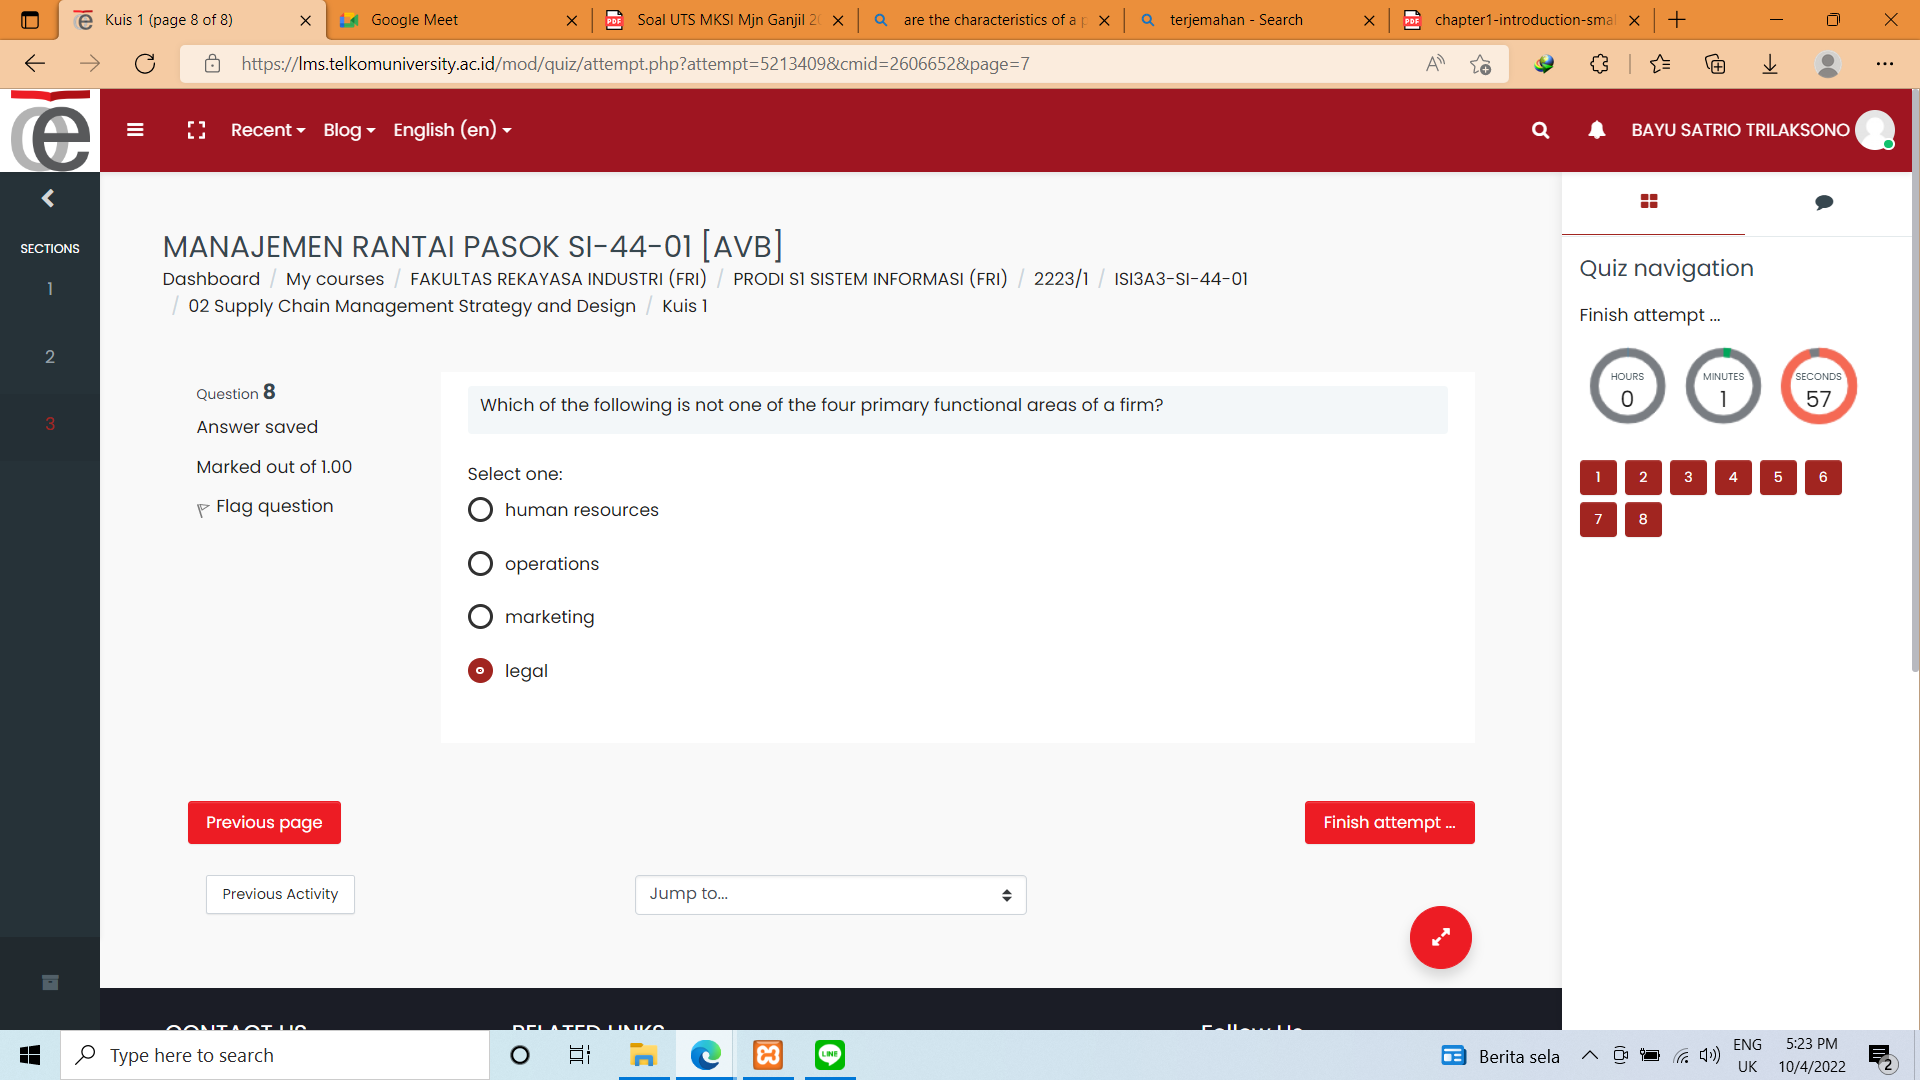 Kuis 1 (page 8 of 8)
Google Meet
Soal UTS MKSI Mjn Ganjil
are the characteristics of a
terjemahan - Search
chapter1-introduction-smal
https://lms.telkomuniversity.ac.id/mod/quiz/attempt.php?attempt=5213409&cmid=2606652&page=7
Recent
Blog
English (en)
BAYU SATRIO TRILAKSONO
SECTIONS
1
2
3
MANAJEMEN RANTAI PASOK SI-44-01 [AVB]
Dashboard / My courses / FAKULTAS REKAYASA INDUSTRI (FRI) / PRODI S1 SISTEM INFORMASI (FRI) / 2223/1 / ISI3A3-SI-44-01
/ 02 Supply Chain Management Strategy and Design / Kuis 1
Question 8
Answer saved
Marked out of 1.00
Flag question
Which of the following is not one of the four primary functional areas of a firm?
Select one:
human resources
operations
marketing
legal
Previous page
Finish attempt ...
Previous Activity
Jump to...
Quiz navigation
Finish attempt ...
HOURS
0
MINUTES
1
SECONDS
57
1 2 3 4 5 6
7 8
CONTACT US
RELATED LINKS
Follow Us
Type here to search
LINE
Berita sela
ENG
UK
5:23 PM
10/4/2022
2